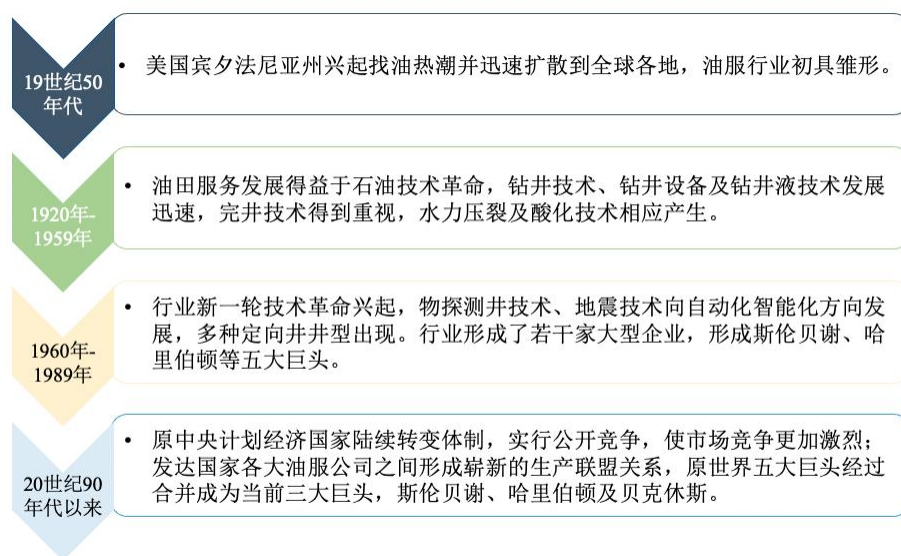 19世纪50
年代
• 美国宾夕法尼亚州兴起找油热潮并迅速扩散到全球各地，油服行业初具雏形。
1920年-
1959年
• 油田服务发展得益于石油技术革命，钻井技术、钻井设备及钻井液技术发展
迅速，完井技术得到重视，水力压裂及酸化技术相应产生。
1960年-
1989年
• 行业新一轮技术革命兴起，物探测井技术、地震技术向自动化智能化方向发
展，多种定向井井型出现。行业形成了若干家大型企业，形成斯伦贝谢、哈
里伯顿等五大巨头。
20世纪90
年代以来
• 原中央计划经济国家陆续转变体制，实行公开竞争，使市场竞争更加激烈；
发达国家各大油服公司之间形成崭新的生产联盟关系，原世界五大巨头经过
合并成为当前三大巨头，斯伦贝谢、哈里伯顿及贝克休斯。